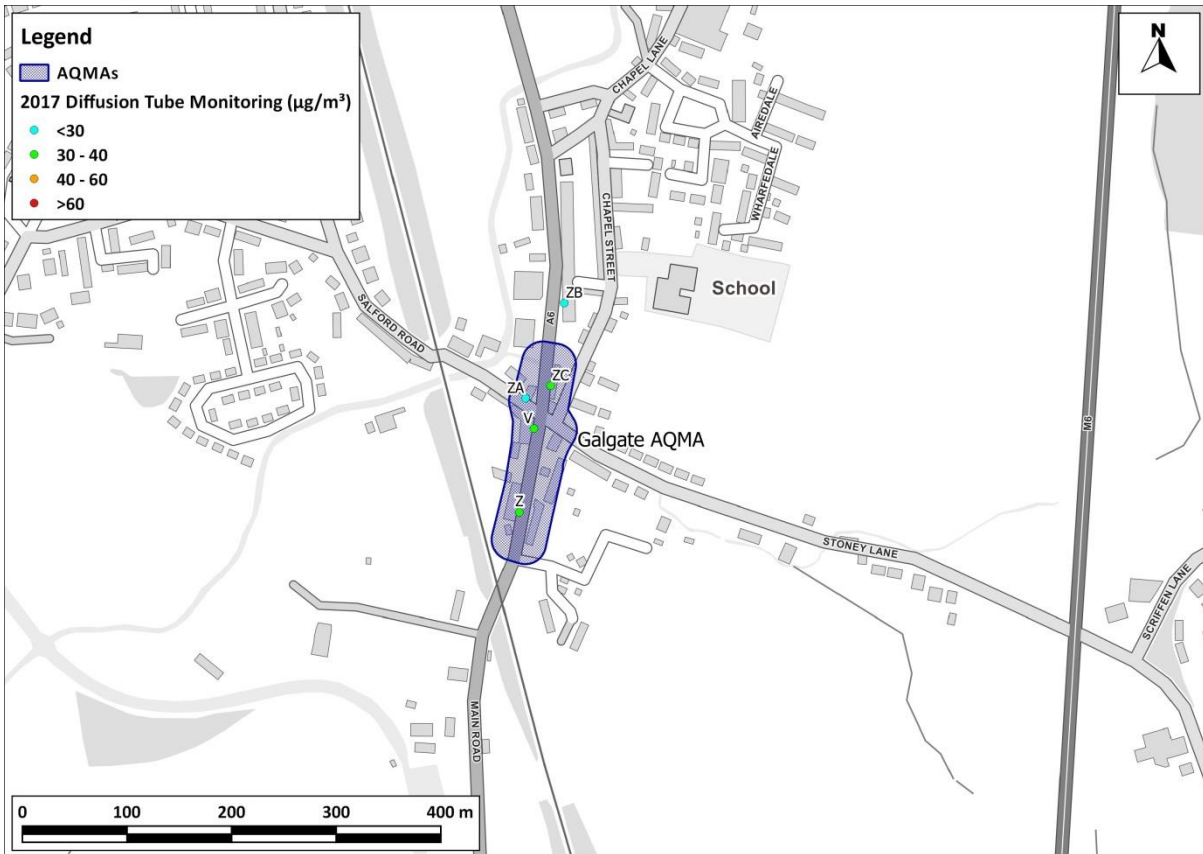 Legend
AQMAs
2017 Diffusion Tube Monitoring (µg/m³)
<30
30 - 40
40 - 60
>60
N
CHAPEL LANE
AIREDALE
WHARFEDALE
CHAPEL STREET
School
ZB
A6
SALFORD ROAD
ZC
ZA
V
Galgate AQMA
M6
Z
STONEY LANE
SCRIFFEN LANE
MAIN ROAD
0 100 200 300 400 m